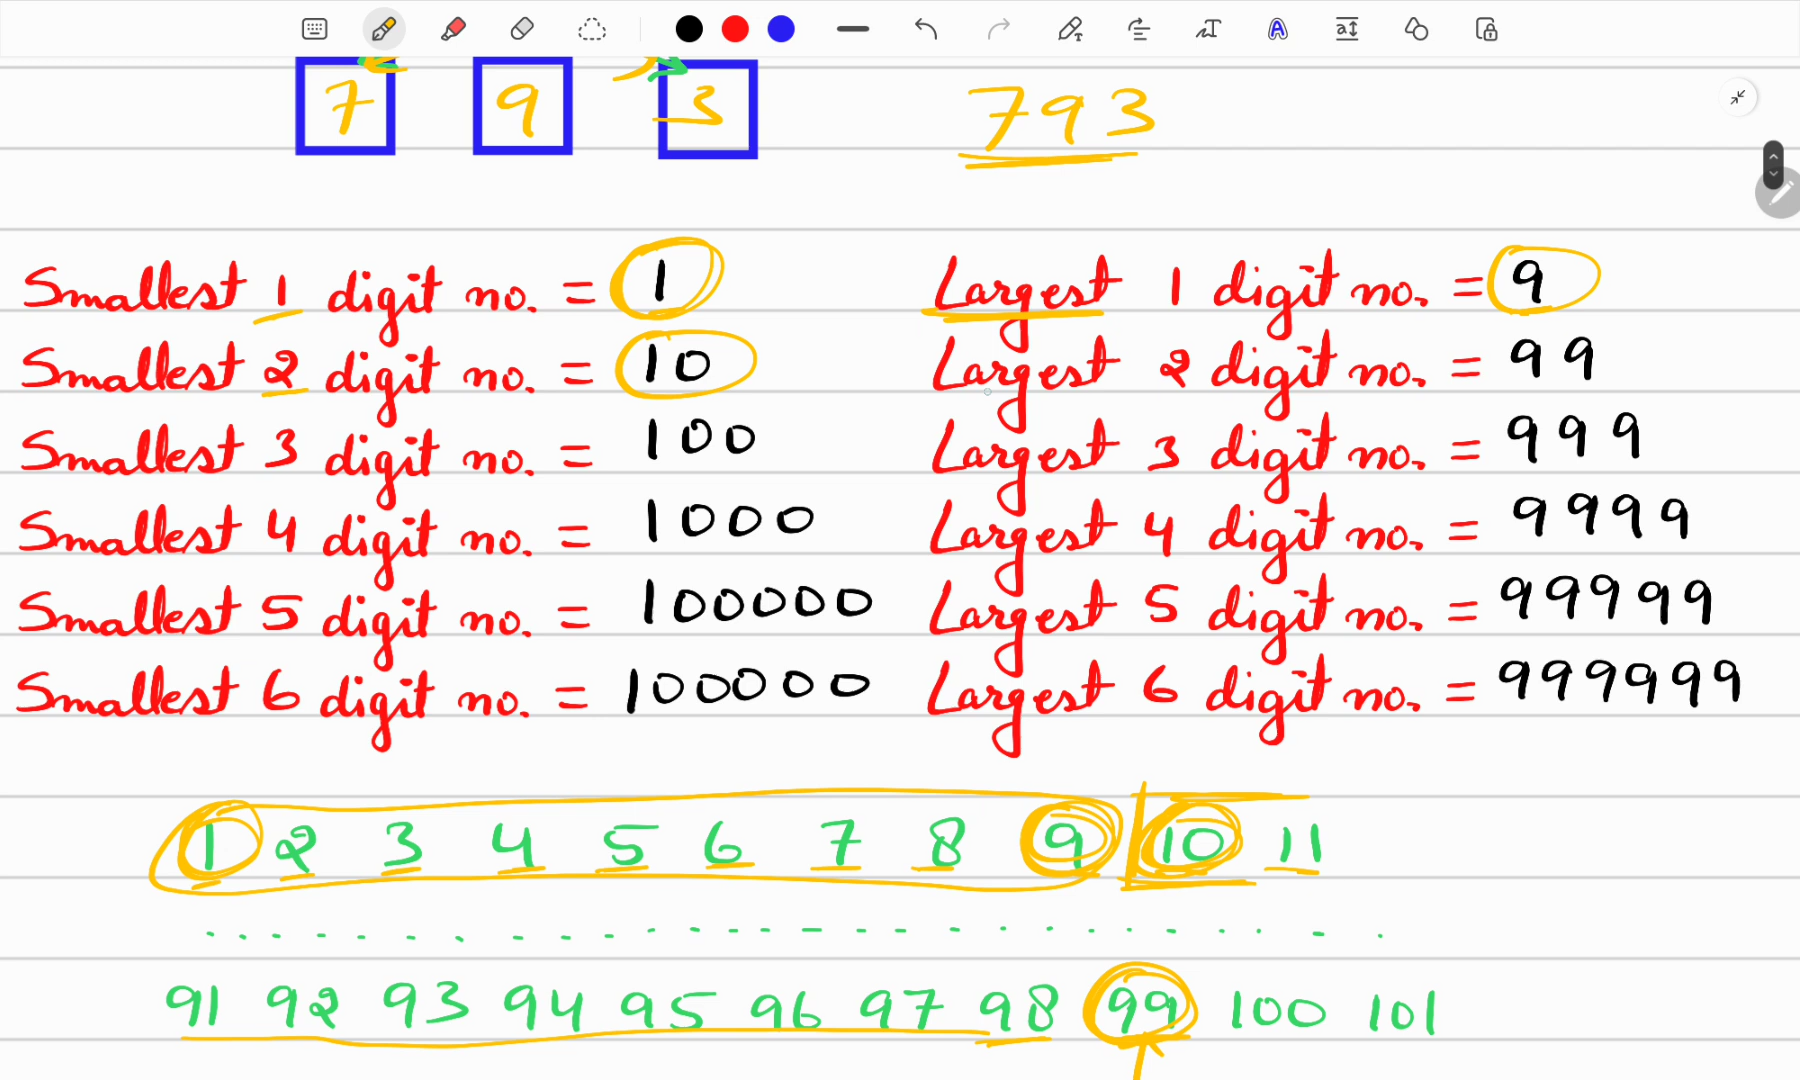 7 9 3 793
Smallest 1 digit no. = 1 Largest 1 digit no. = 9
Smallest 2 digit no. = 10 Largest 2 digit no. = 99
Smallest 3 digit no. = 100 Largest 3 digit no. = 999
Smallest 4 digit no. = 1000 Largest 4 digit no. = 9999
Smallest 5 digit no. = 100000 Largest 5 digit no. = 99999
Smallest 6 digit no. = 100000 Largest 6 digit no. = 999999
1 2 3 4 5 6 7 8 9 10 11
91 92 93 94 95 96 97 98 99 100 101